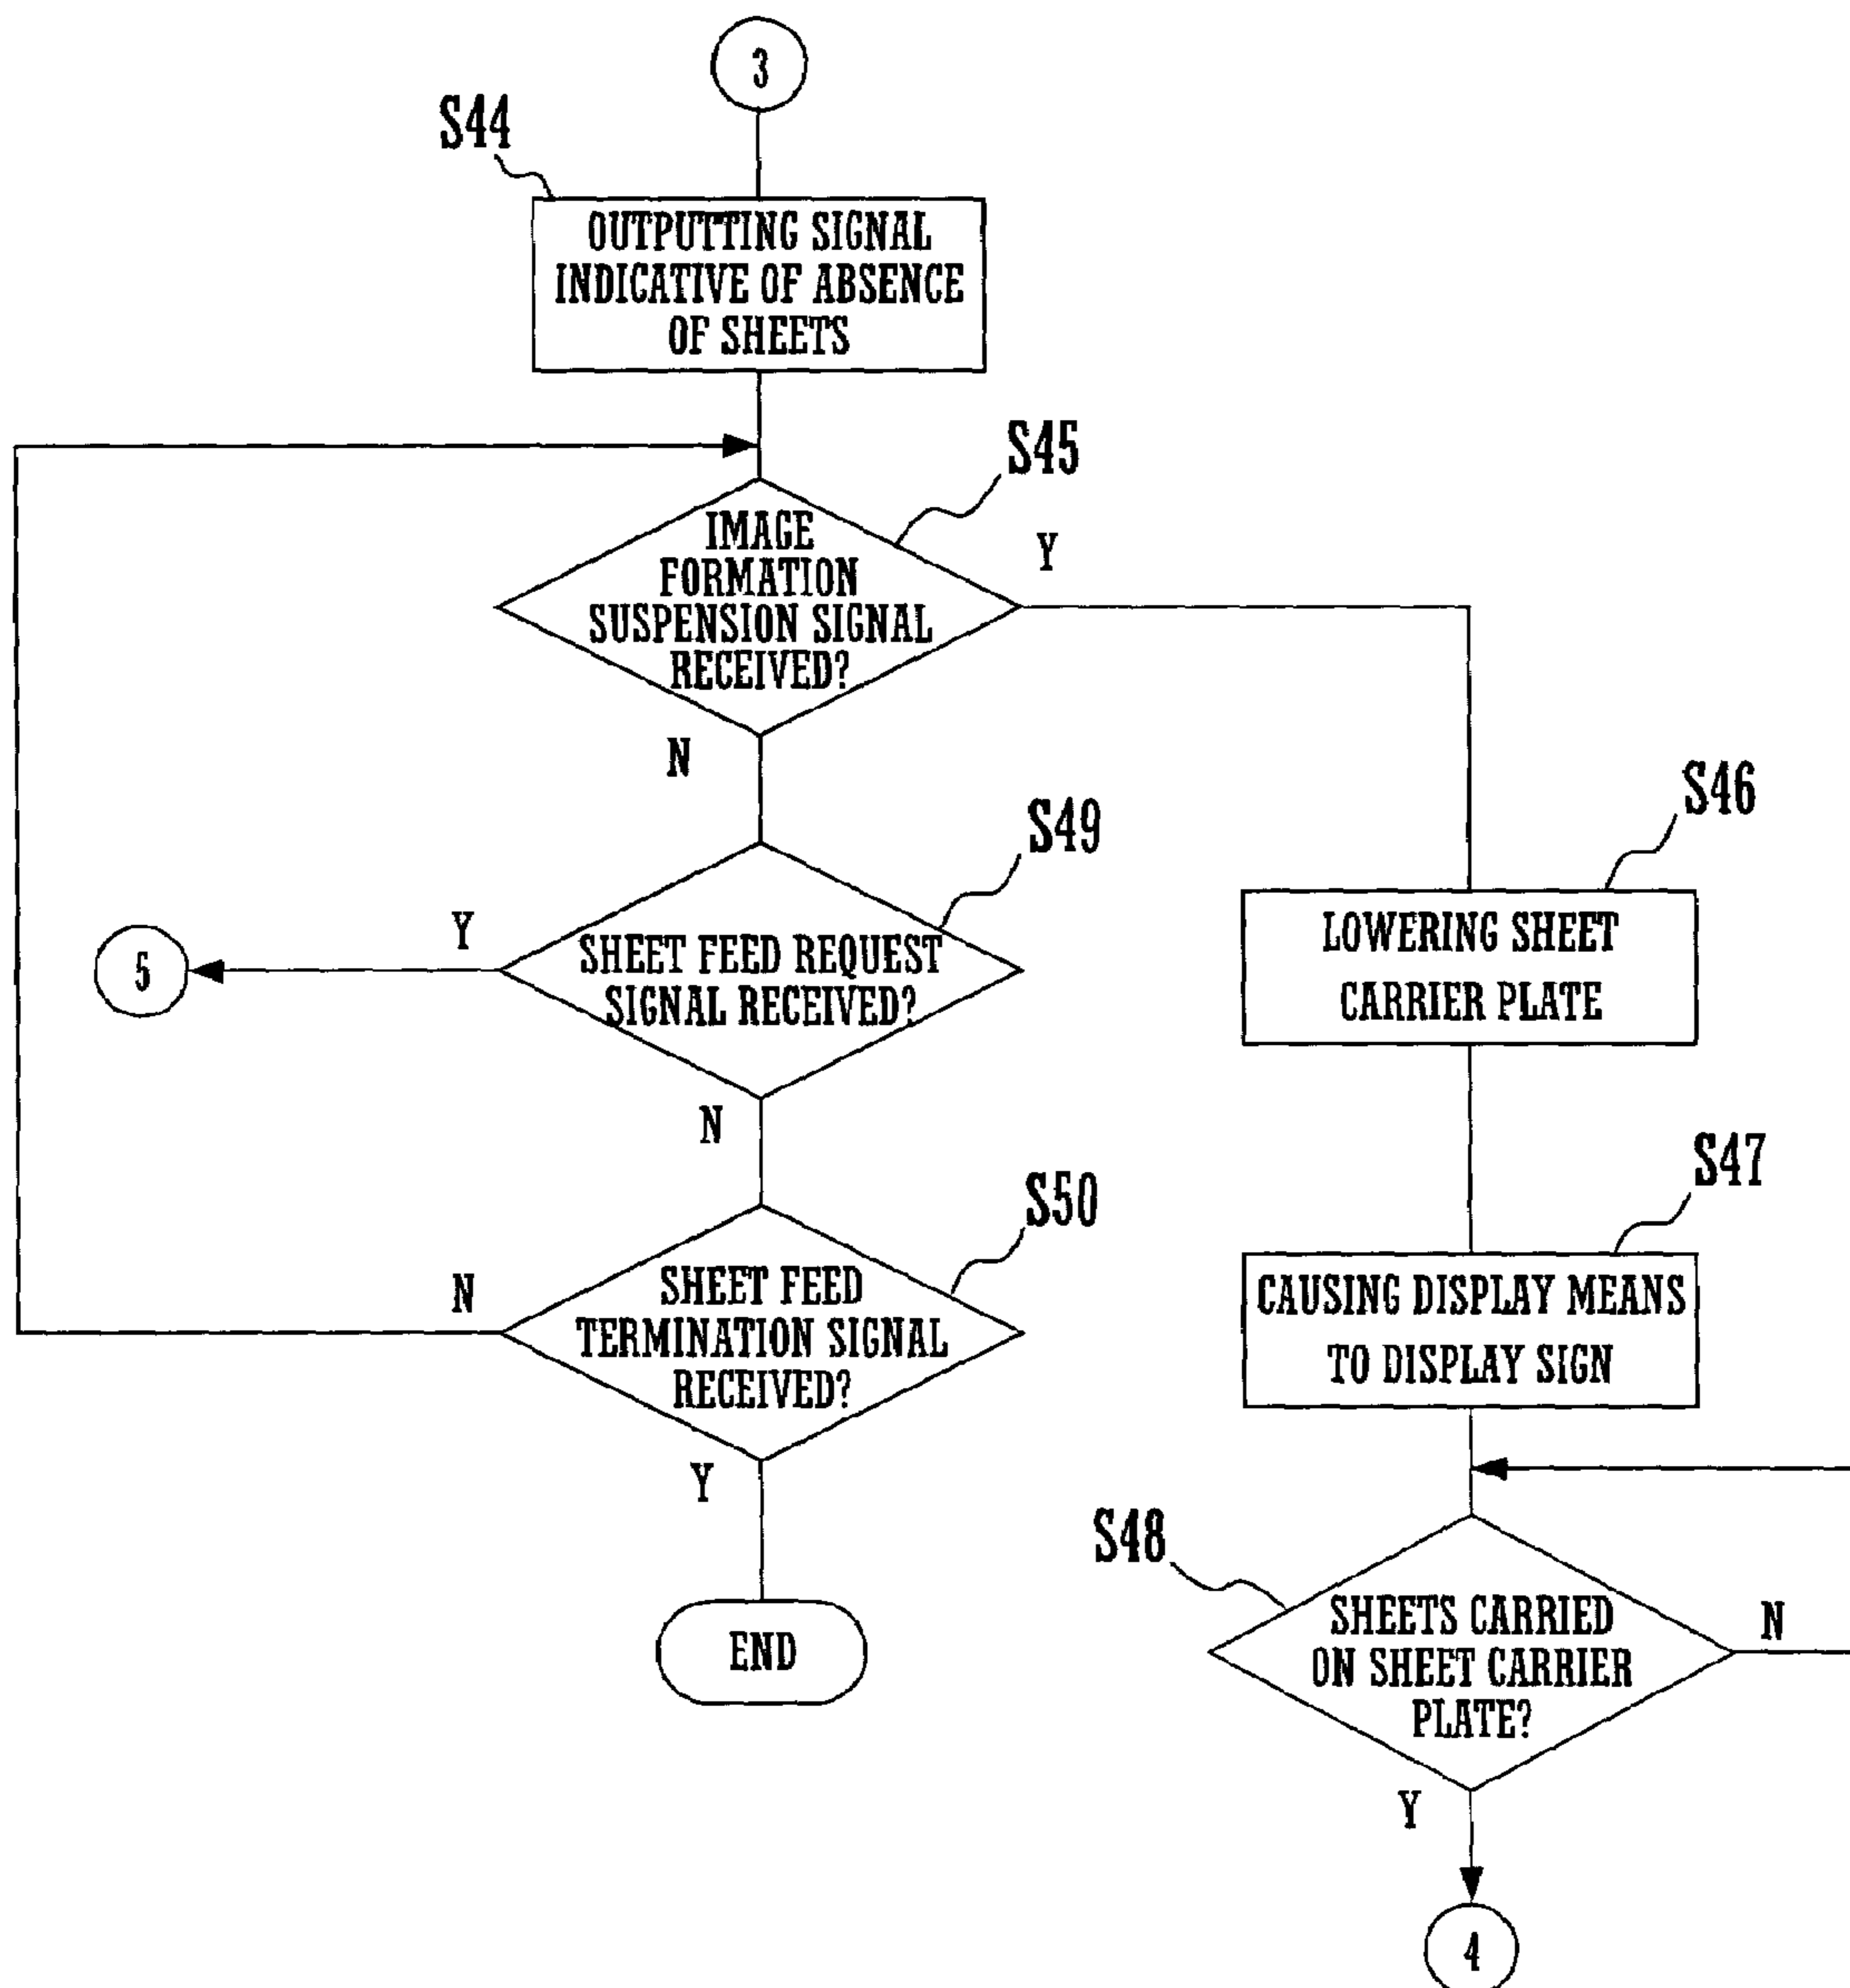 3
S44
OUTPUTTING SIGNAL
INDICATIVE OF ABSENCE
OF SHEETS
S45
IMAGE
FORMATION
SUSPENSION SIGNAL
RECEIVED?
Y
N
S49
SHEET FEED REQUEST
SIGNAL RECEIVED?
Y
5
N
S50
SHEET FEED
TERMINATION SIGNAL
RECEIVED?
N
Y
END
S46
LOWERING SHEET
CARRIER PLATE
S47
CAUSING DISPLAY MEANS
TO DISPLAY SIGN
S48
SHEETS CARRIED
ON SHEET CARRIER
PLATE?
N
Y
4